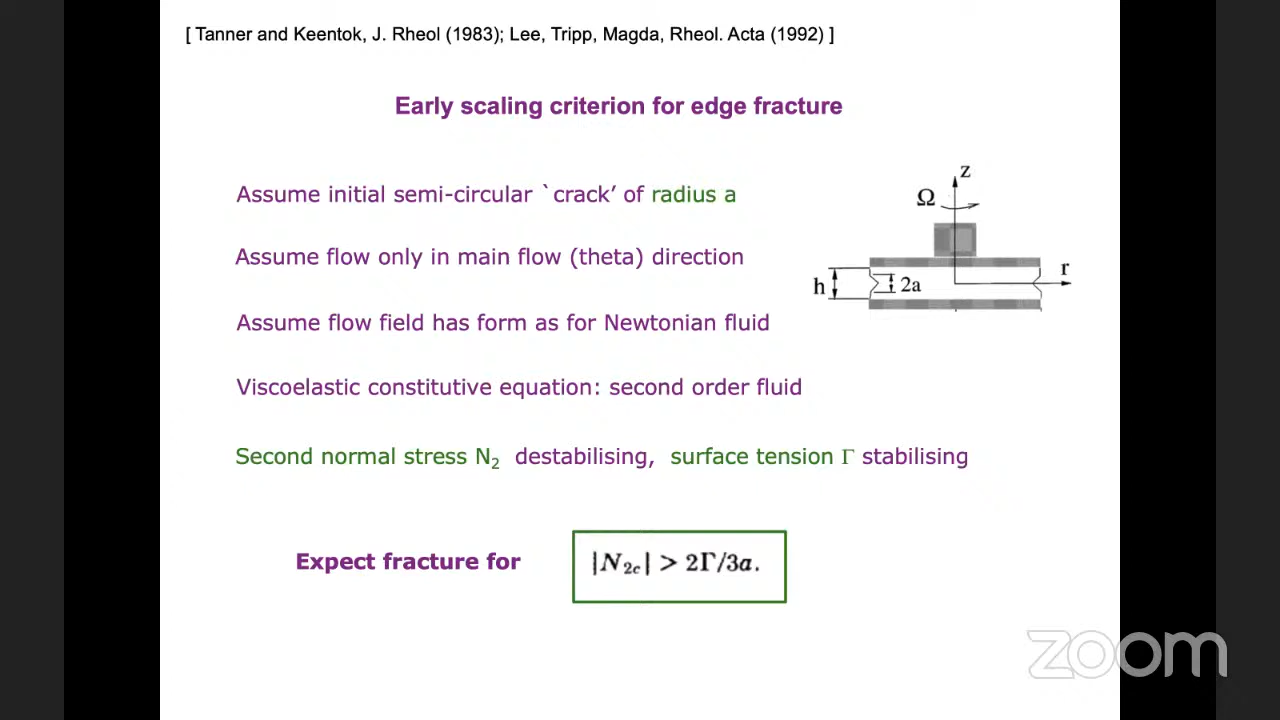 [ Tanner and Keentok, J. Rheol (1983); Lee, Tripp, Magda, Rheol. Acta (1992) ]
Early scaling criterion for edge fracture
Assume initial semi-circular `crack’ of radius a
Assume flow only in main flow (theta) direction
Assume flow field has form as for Newtonian fluid
Viscoelastic constitutive equation: second order fluid
Second normal stress N₂ destabilising, surface tension Γ stabilising
Expect fracture for |N₂c| > 2Γ/3a.
z
Ω
r
h
2a
zoom